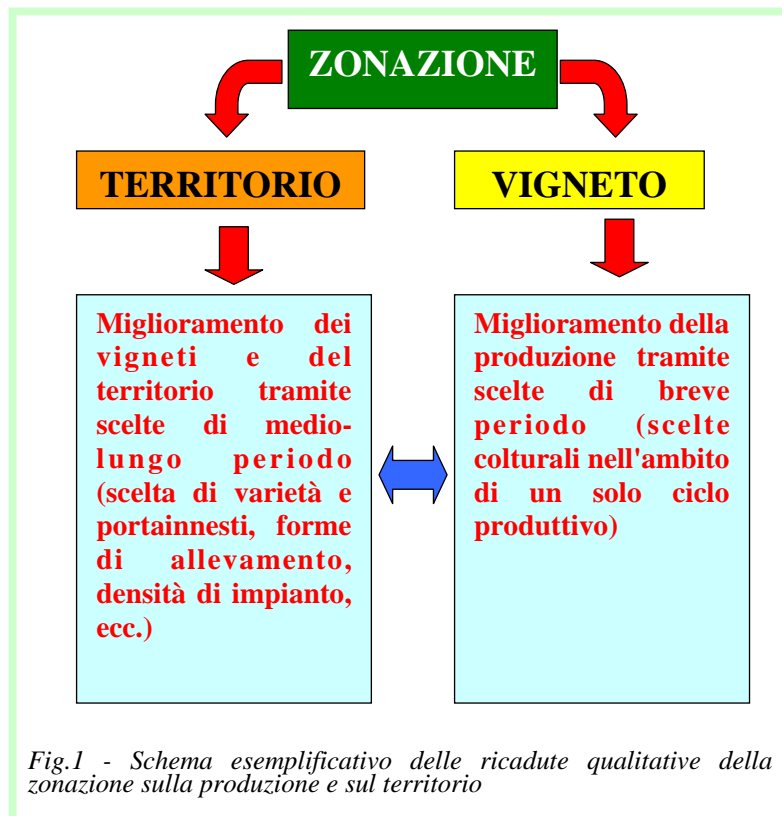 ZONAZIONE
TERRITORIO
VIGNETO
Miglioramento dei
vigneti e del
territorio tramite
scelte di medio-
lungo periodo
(scelta di varietà e
portainnesti, forme
di allevamento,
densità di impianto,
ecc.)
Miglioramento della
produzione tramite
scelte di breve
periodo (scelte
colturali nell'ambito
di un solo ciclo
produttivo)
Fig.1 - Schema esemplificativo delle ricadute qualitative della
zonazione sulla produzione e sul territorio